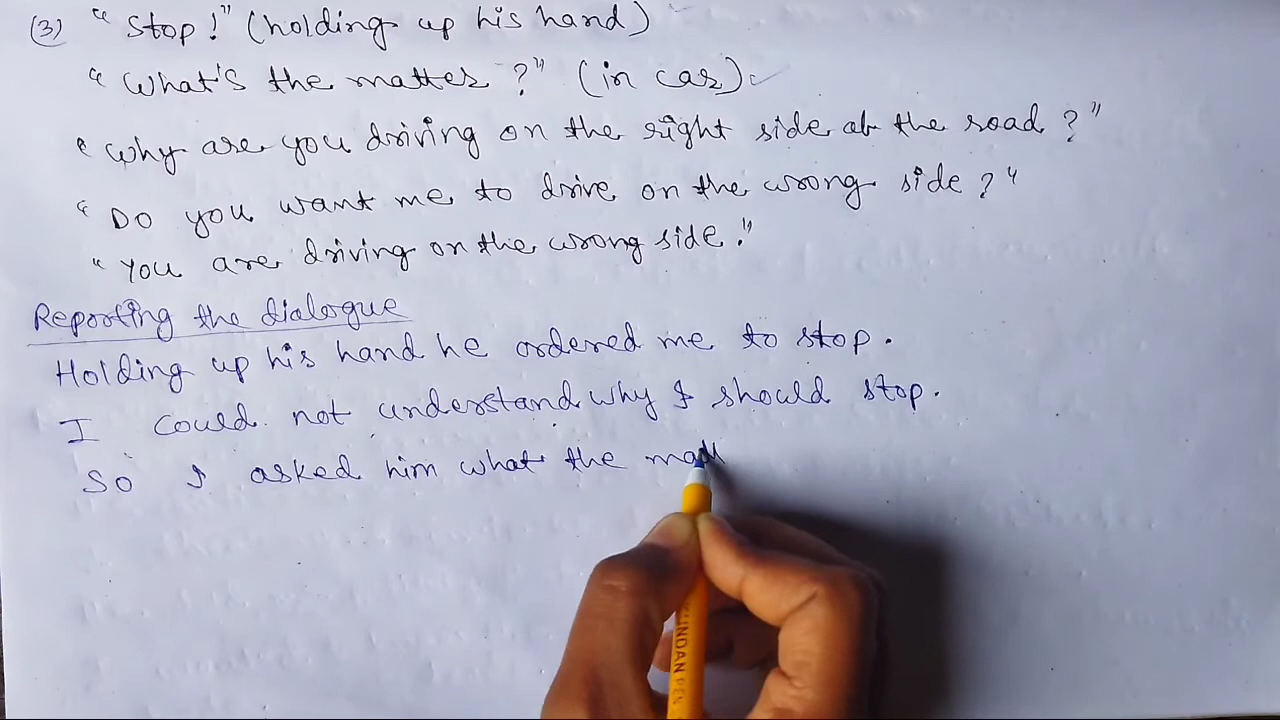 (3) "Stop!" (holding up his hand)
"What's the matter?" (in car)
"Why are you driving on the right side of the road?"
"Do you want me to drive on the wrong side?"
"You are driving on the wrong side."
Reporting the dialogue
Holding up his hand he ordered me to stop.
I could not understand why I should stop.
So I asked him what the matt
KUNDAN PEN